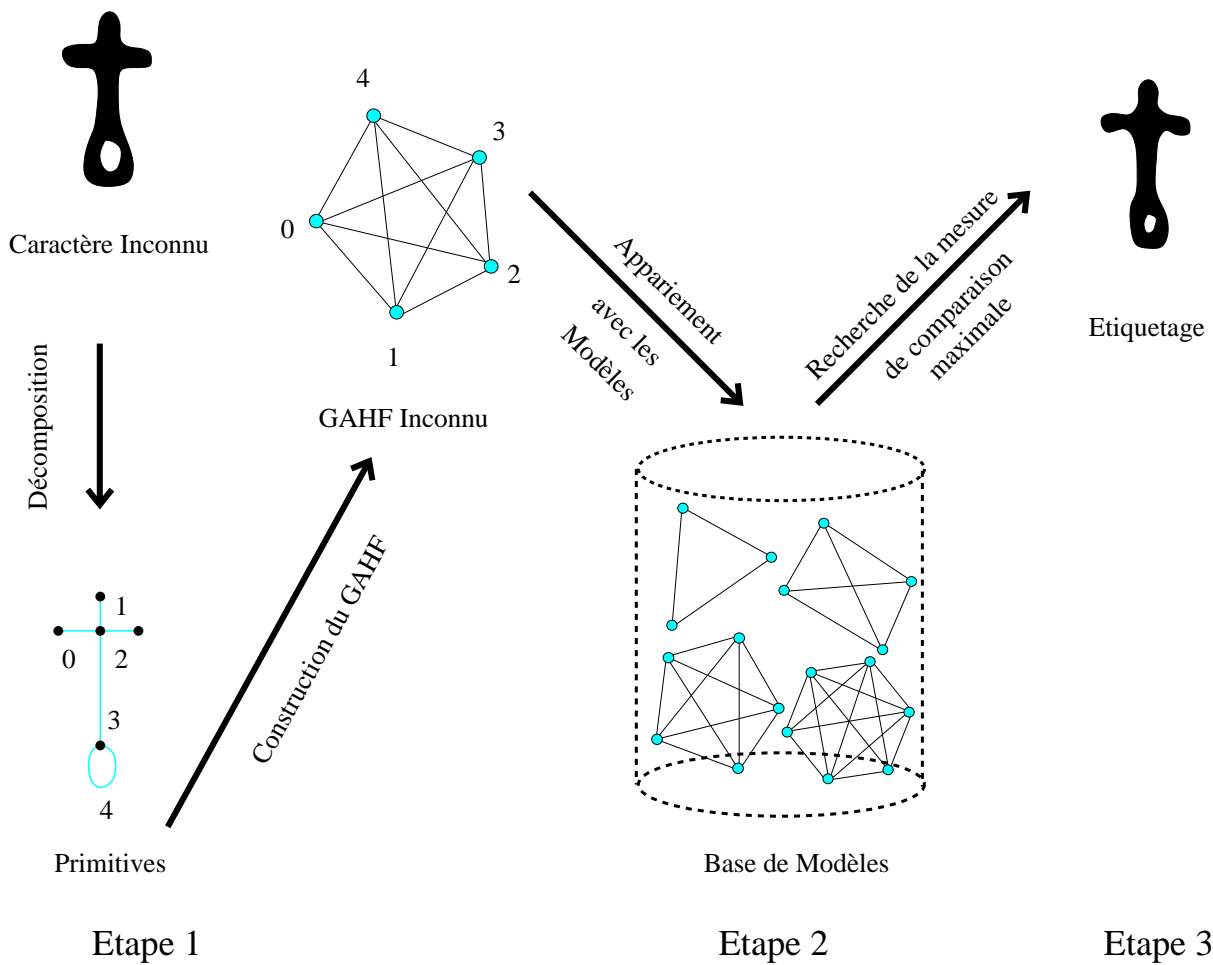 Caractère Inconnu
Décomposition
1
0
2
3
4
Primitives
Construction du GAHF
4
3
0
2
1
GAHF Inconnu
Appariement
avec les
Modèles
Base de Modèles
Recherche de la mesure
de comparaison
maximale
Etiquetage
Etape 1
Etape 2
Etape 3